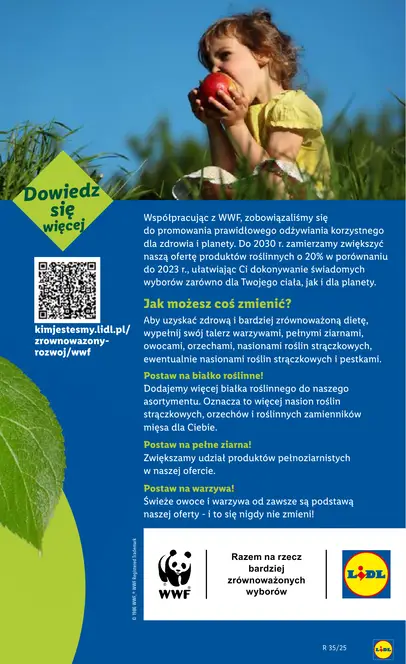 Dowiedz
się
więcej
kimjestesmy.lidl.pl/
zrownowazony-
rozwoj/wwf
Współpracując z WWF, zobowiązaliśmy się
do promowania prawidłowego odżywiania korzystnego
dla zdrowia i planety. Do 2030 r. zamierzamy zwiększyć
naszą ofertę produktów roślinnych o 20% w porównaniu
do 2023 r., ułatwiając Ci dokonywanie świadomych
wyborów zarówno dla Twojego ciała, jak i dla planety.
Jak możesz coś zmienić?
Aby uzyskać zdrową i bardziej zrównoważoną dietę,
wypełnij swój talerz warzywami, pełnymi ziarnami,
owocami, orzechami, nasionami roślin strączkowych,
ewentualnie nasionami roślin strączkowych i pestkami.
Postaw na białko roślinne!
Dodajemy więcej białka roślinnego do naszego
asortymentu. Oznacza to więcej nasion roślin
strączkowych, orzechów i roślinnych zamienników
mięsa dla Ciebie.
Postaw na pełne ziarna!
Zwiększamy udział produktów pełnoziarnistych
w naszej ofercie.
Postaw na warzywa!
Świeże owoce i warzywa od zawsze są podstawą
naszej oferty - i to się nigdy nie zmieni!
© 1986 WWF, ® WWF Registered Trademark
WWF
Razem na rzecz
bardziej
zrównoważonych
wyborów
LIDL
R 35/25
LIDL